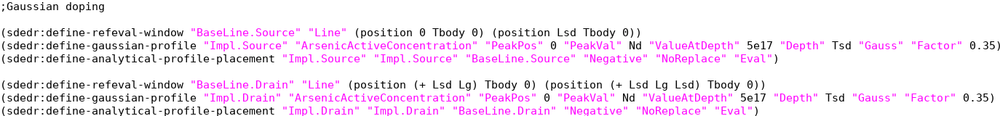 ;Gaussian doping
(sdedr:define-refeval-window "BaseLine.Source" "Line" (position 0 Tbody 0) (position Lsd Tbody 0))
(sdedr:define-gaussian-profile "Impl.Source" "ArsenicActiveConcentration" "PeakPos" 0 "PeakVal" Nd "ValueAtDepth" 5e17 "Depth" Tsd "Gauss" "Factor" 0.35)
(sdedr:define-analytical-profile-placement "Impl.Source" "Impl.Source" "BaseLine.Source" "Negative" "NoReplace" "Eval")
(sdedr:define-refeval-window "BaseLine.Drain" "Line" (position (+ Lsd Lg) Tbody 0) (position (+ Lsd Lg Lsd) Tbody 0))
(sdedr:define-gaussian-profile "Impl.Drain" "ArsenicActiveConcentration" "PeakPos" 0 "PeakVal" Nd "ValueAtDepth" 5e17 "Depth" Tsd "Gauss" "Factor" 0.35)
(sdedr:define-analytical-profile-placement "Impl.Drain" "Impl.Drain" "BaseLine.Drain" "Negative" "NoReplace" "Eval")